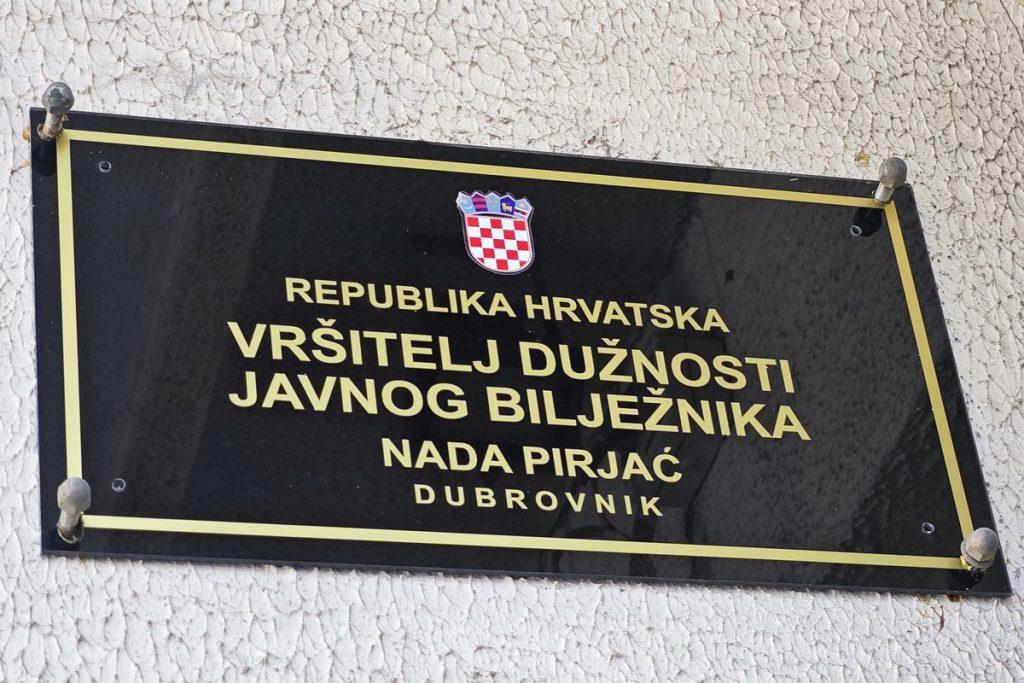 REPUBLIKA HRVATSKA
VRŠITELJ DUŽNOSTI
JAVNOG BILJEŽNIKA
NADA PIRJAĆ
DUBROVNIK